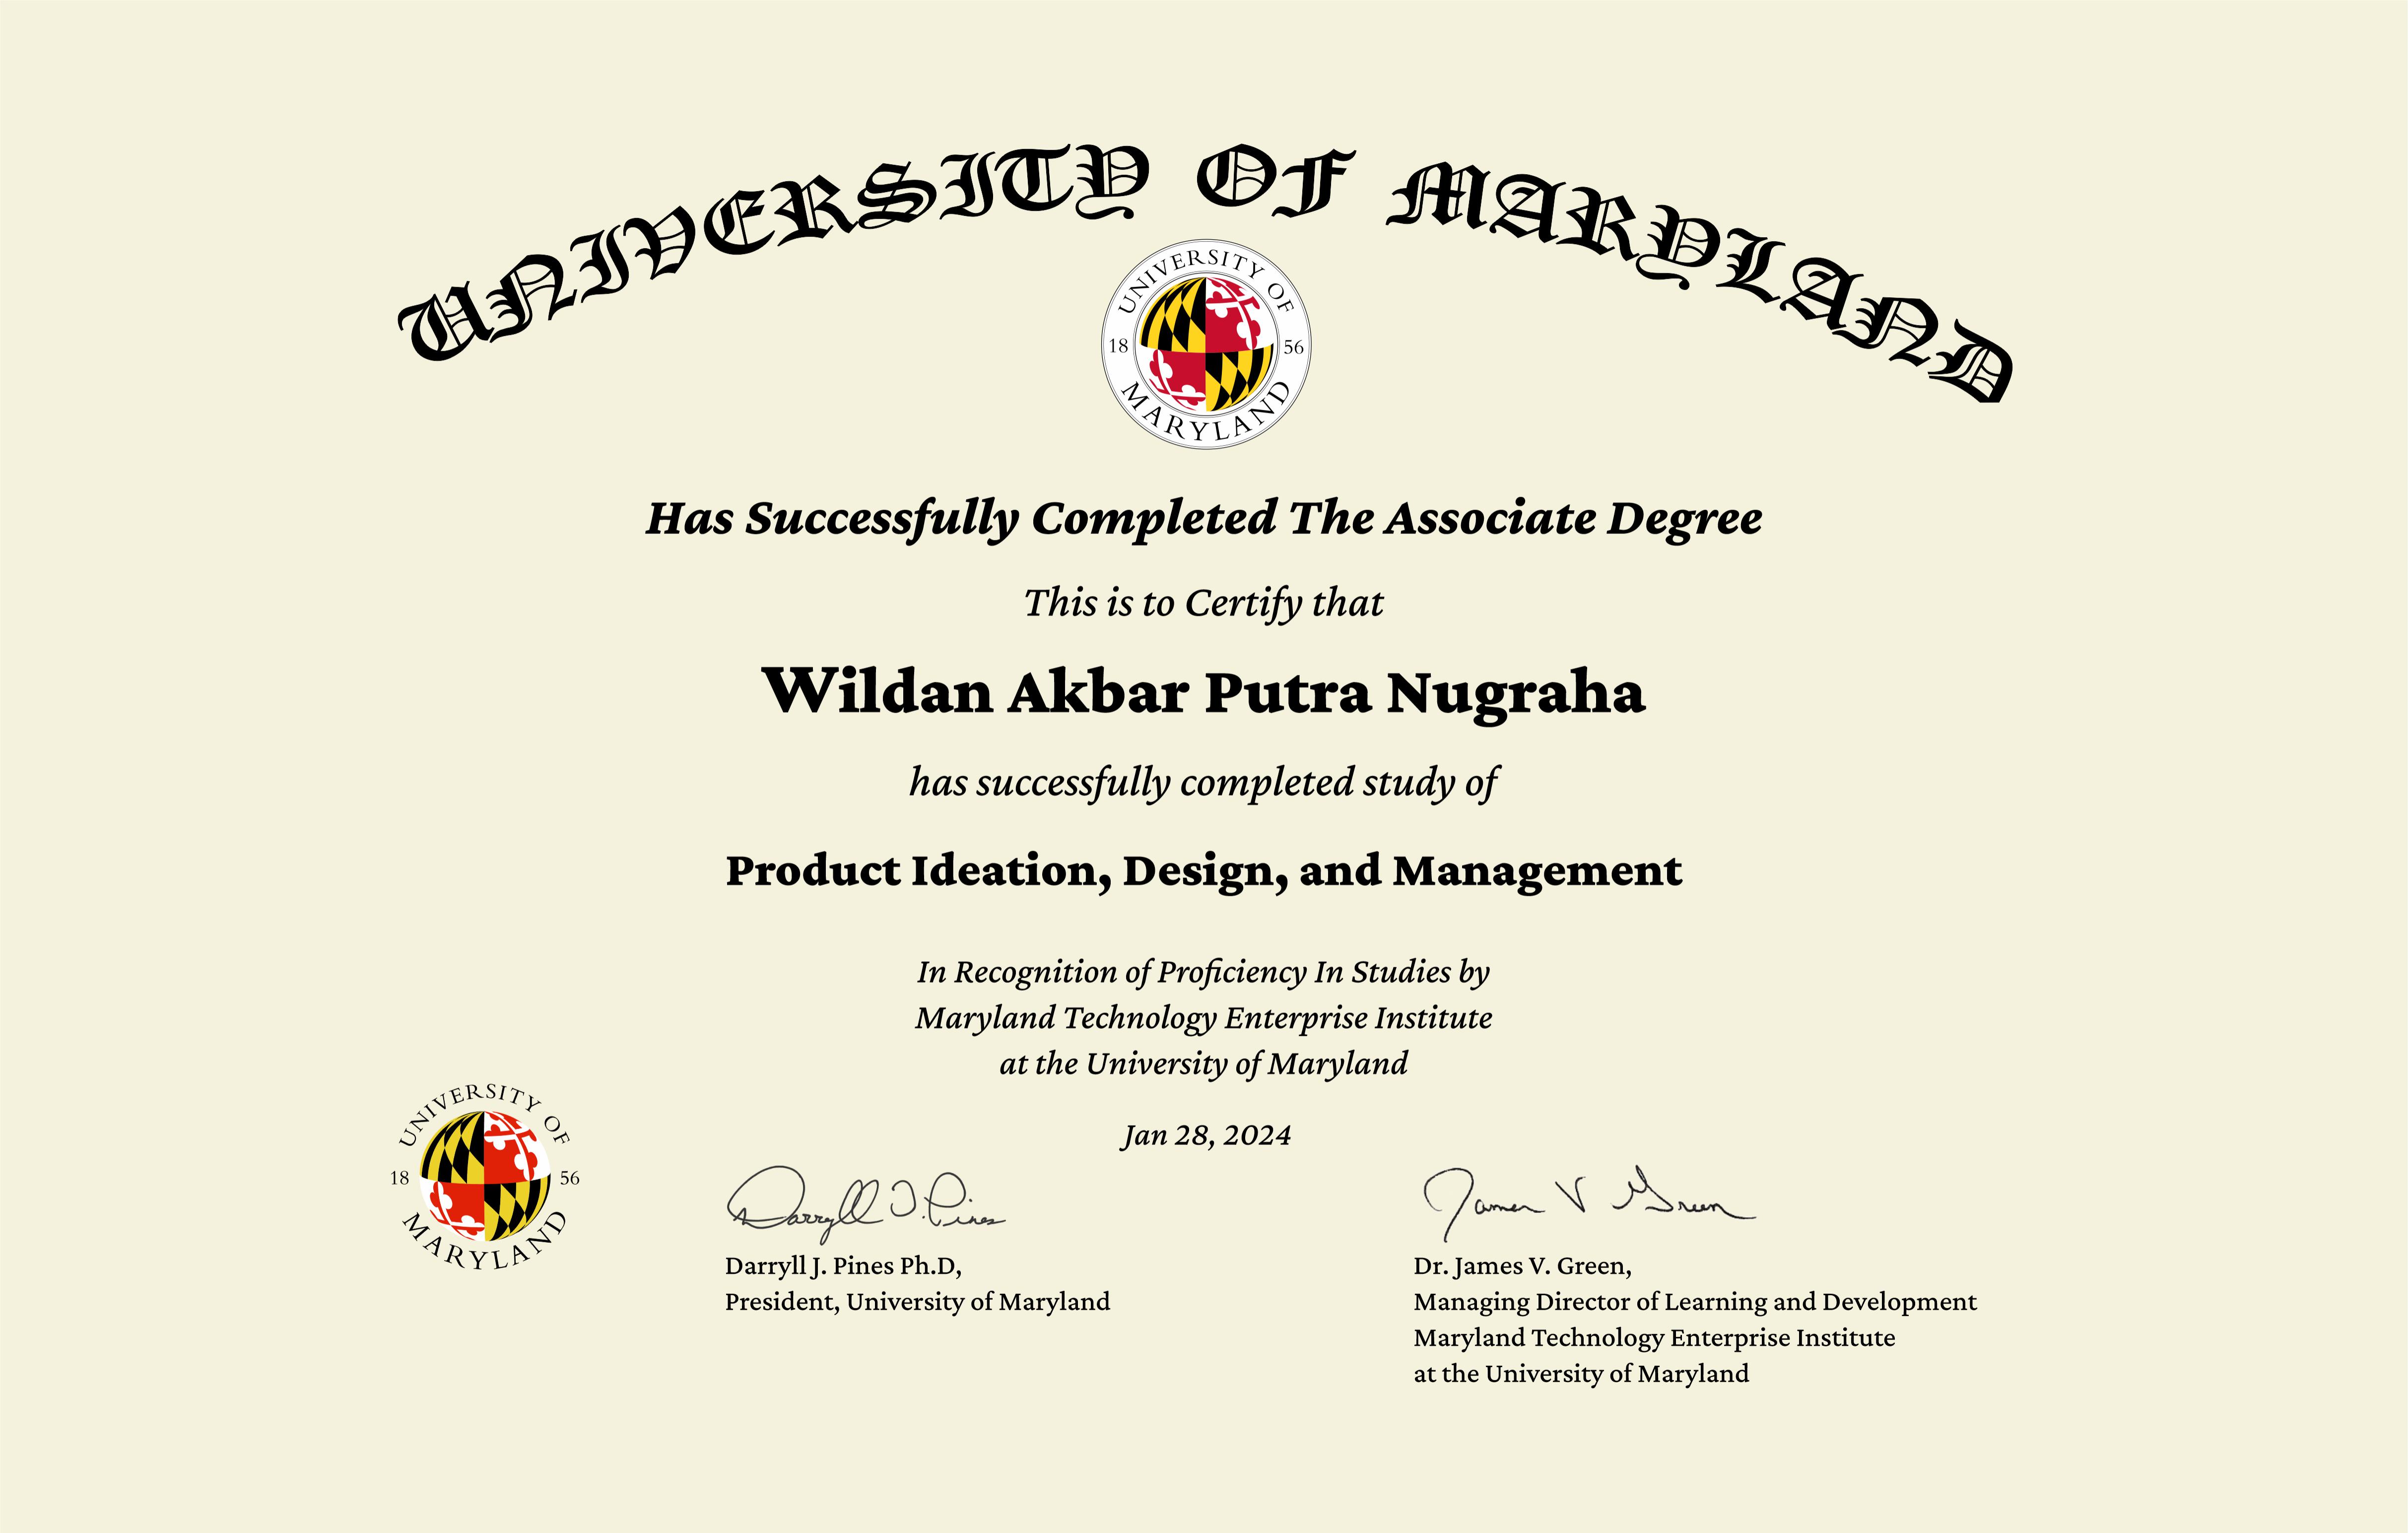 UNIVERSITY OF MARYLAND
UNIVERSITY OF
18 56
MARYLAND
Has Successfully Completed The Associate Degree
This is to Certify that
Wildan Akbar Putra Nugraha
has successfully completed study of
Product Ideation, Design, and Management
In Recognition of Proficiency In Studies by
Maryland Technology Enterprise Institute
at the University of Maryland
Jan 28, 2024
UNIVERSITY OF
18 56
MARYLAND
Darryll J. Pines
James V Green
Darryll J. Pines Ph.D,
President, University of Maryland
Dr. James V. Green,
Managing Director of Learning and Development
Maryland Technology Enterprise Institute
at the University of Maryland